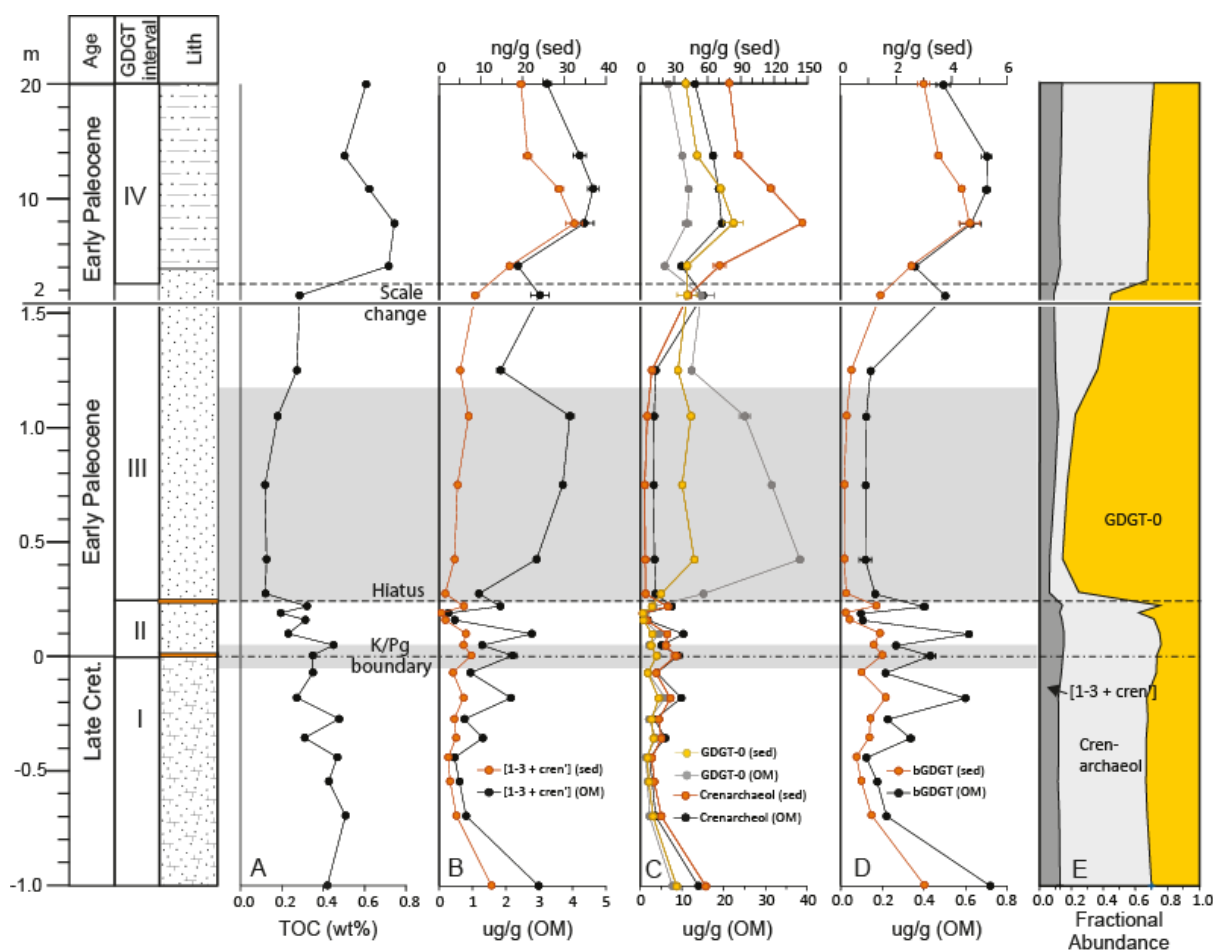 ng/g (sed)
0 10 20 30 40
ng/g (sed)
0 30 60 90 120 150
ng/g (sed)
0 2 4 6
m
Age
GDGT
interval
Lith
20
10
2
1.5
1.0
0.5
0
-0.5
-1.0
Early Paleocene
Early Paleocene
Late Cret.
IV
III
II
I
Scale
change
Hiatus
K/Pg
boundary
GDGT-0
[1-3 + cren']
Cren-
archaeol
[1-3 + cren'] (sed)
[1-3 + cren'] (OM)
GDGT-0 (sed)
GDGT-0 (OM)
Crenarchaeol (sed)
Crenarcheol (OM)
bGDGT (sed)
bGDGT (OM)
A
B
C
D
E
0.0 0.2 0.4 0.6 0.8
TOC (wt%)
0 1 2 3 4 5
ug/g (OM)
0 10 20 30 40
ug/g (OM)
0.0 0.2 0.4 0.6 0.8
ug/g (OM)
0.0 0.2 0.4 0.6 0.8 1.0
Fractional
Abundance